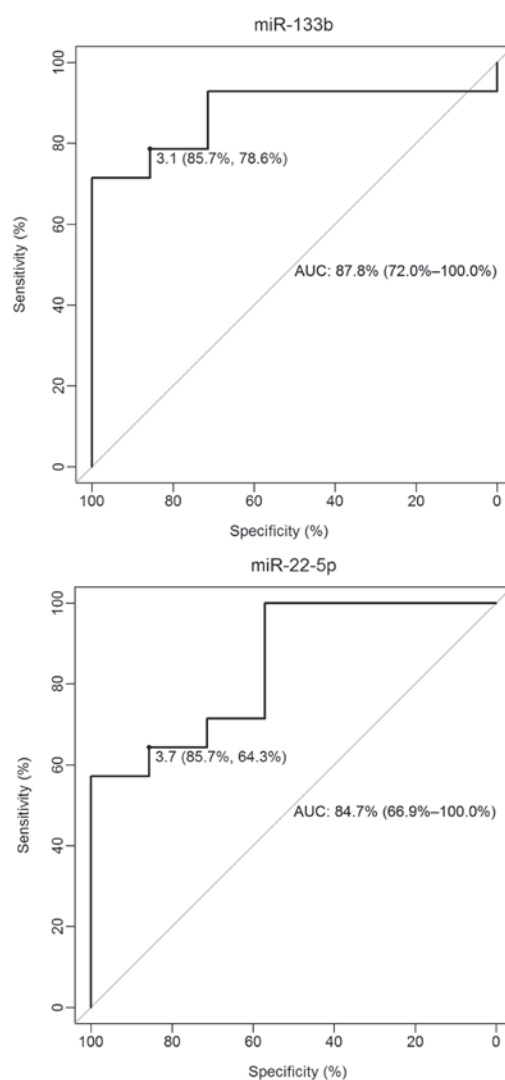 miR-133b
100
80
60
40
20
0
Sensitivity (%)
3.1 (85.7%, 78.6%)
AUC: 87.8% (72.0%–100.0%)
100 80 60 40 20 0
Specificity (%)
miR-22-5p
100
80
60
40
20
0
Sensitivity (%)
3.7 (85.7%, 64.3%)
AUC: 84.7% (66.9%–100.0%)
100 80 60 40 20 0
Specificity (%)